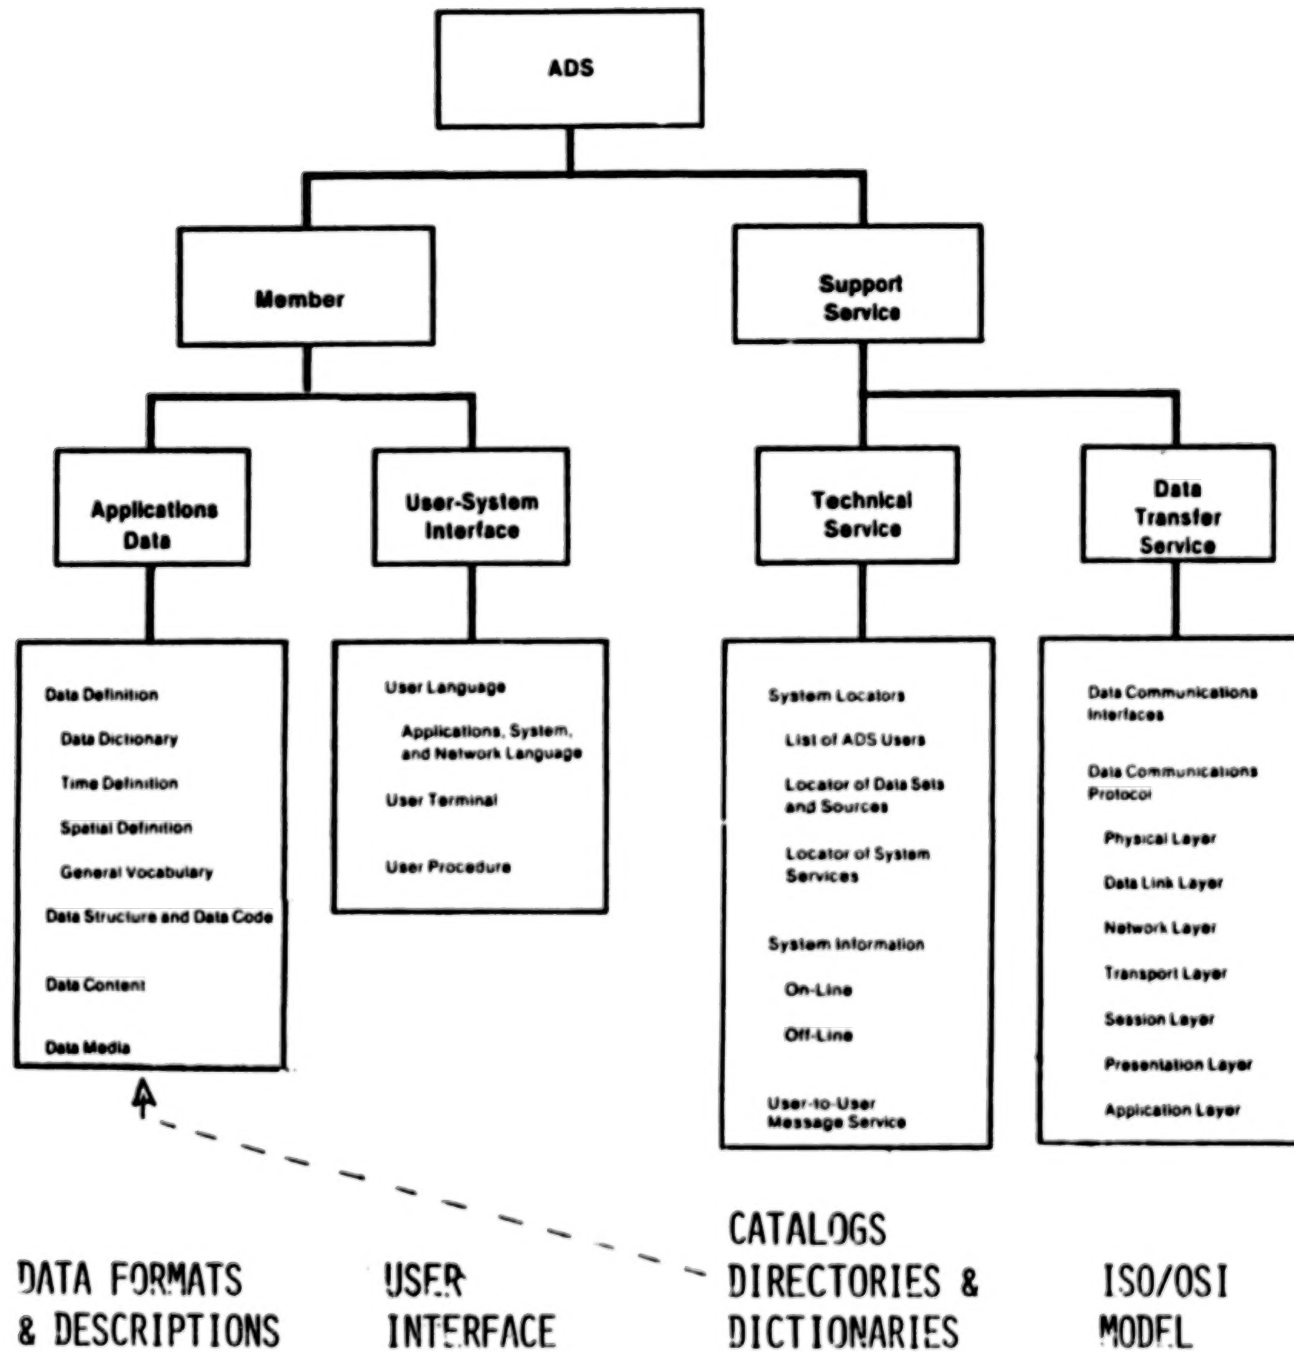 ADS
Member
Support
Service
Applications
Data
User-System
Interface
Technical
Service
Data
Transfer
Service
Data Definition
Data Dictionary
Time Definition
Spatial Definition
General Vocabulary
Data Structure and Data Code
Data Content
Data Media
User Language
Applications, System,
and Network Language
User Terminal
User Procedure
System Locators
List of ADS Users
Locator of Data Sets
and Sources
Locator of System
Services
System Information
On-Line
Off-Line
User-to-User
Message Service
Data Communications
Interfaces
Data Communications
Protocol
Physical Layer
Data Link Layer
Network Layer
Transport Layer
Session Layer
Presentation Layer
Application Layer
DATA FORMATS
& DESCRIPTIONS
USER
INTERFACE
CATALOGS
DIRECTORIES &
DICTIONARIES
ISO/OSI
MODEL